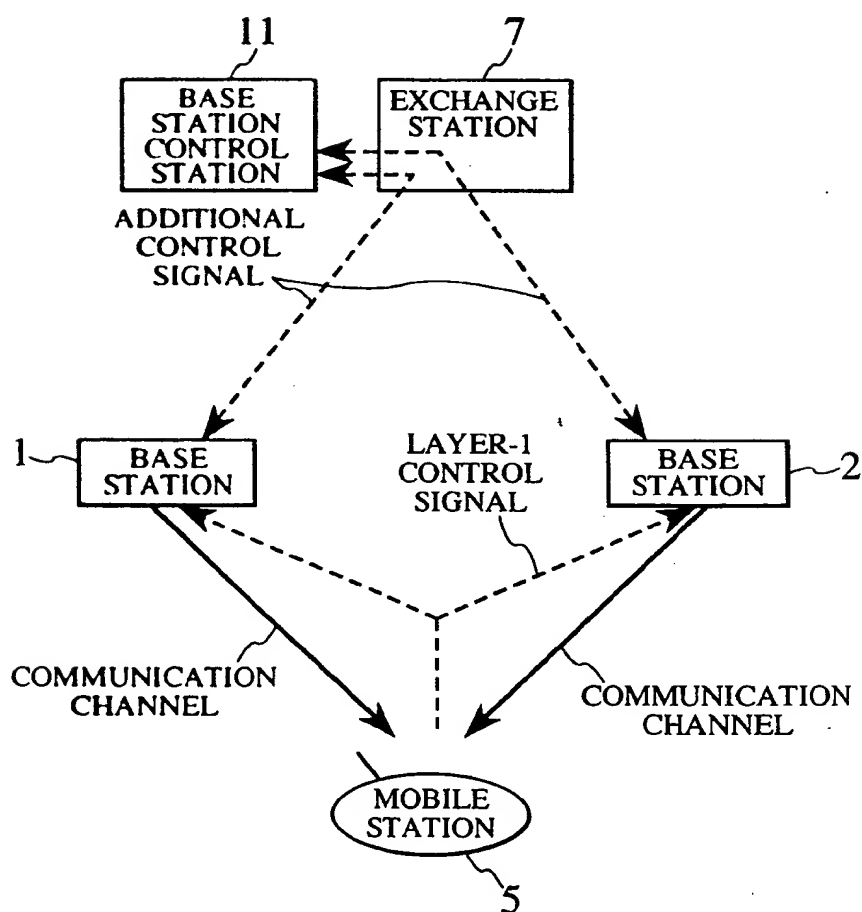 11
7
BASE
STATION
CONTROL
STATION
EXCHANGE
STATION
ADDITIONAL
CONTROL
SIGNAL
1
BASE
STATION
LAYER-1
CONTROL
SIGNAL
BASE
STATION
2
COMMUNICATION
CHANNEL
COMMUNICATION
CHANNEL
MOBILE
STATION
5